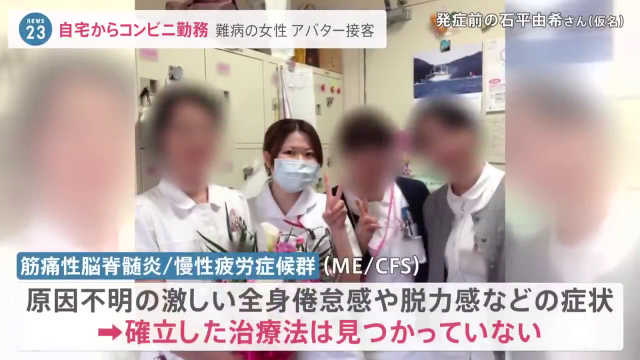 news 23
自宅からコンビニ勤務 難病の女性 アバター接客
発症前の石平由希さん(仮名)
筋痛性脳脊髄炎/慢性疲労症候群(ME/CFS)
原因不明の激しい全身倦怠感や脱力感などの症状
➡確立した治療法は見つかっていない